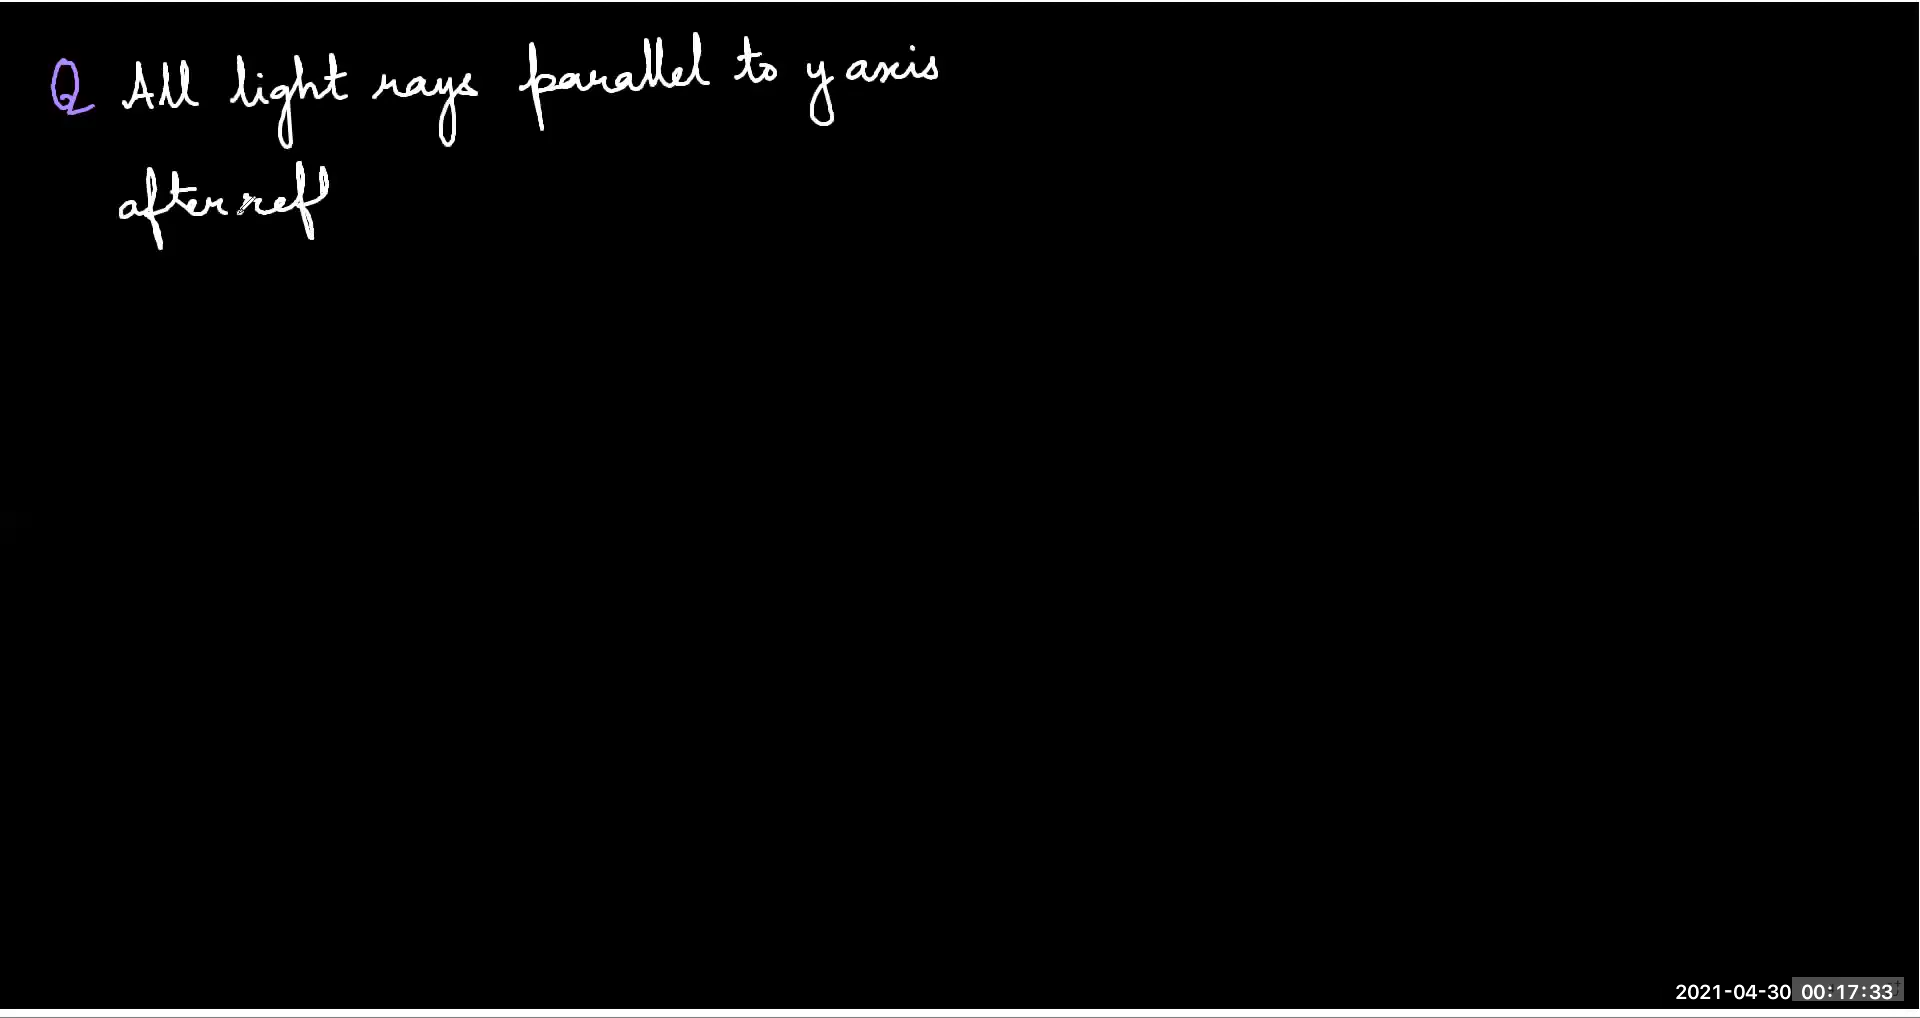 Q All light rays parallel to y axis
after refl
2021-04-30 00:17:33